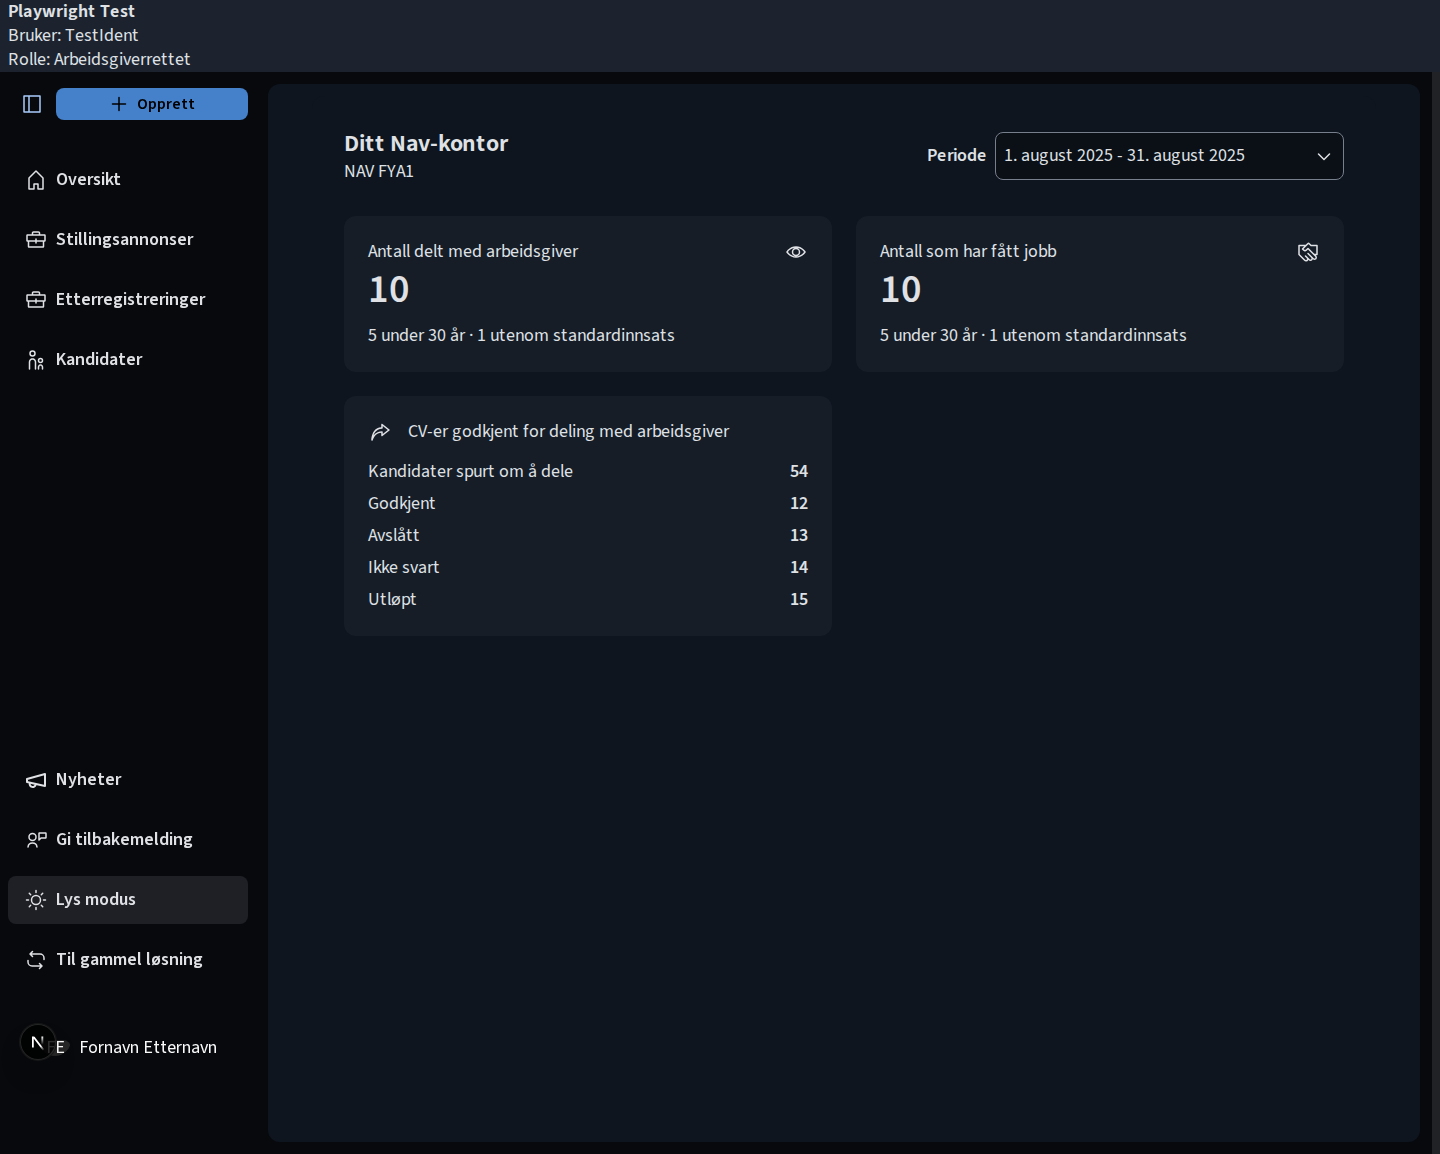 Playwright Test
Bruker: TestIdent
Rolle: Arbeidsgiverrettet
Opprett
Oversikt
Stillingsannonser
Etterregistreringer
Kandidater
Nyheter
Gi tilbakemelding
Lys modus
Til gammel løsning
N
FE Fornavn Etternavn
Ditt Nav-kontor
NAV FYA1
Periode 1. august 2025 - 31. august 2025
Antall delt med arbeidsgiver
10
5 under 30 år · 1 utenom standardinnsats
Antall som har fått jobb
10
5 under 30 år · 1 utenom standardinnsats
CV-er godkjent for deling med arbeidsgiver
Kandidater spurt om å dele 54
Godkjent 12
Avslått 13
Ikke svart 14
Utløpt 15